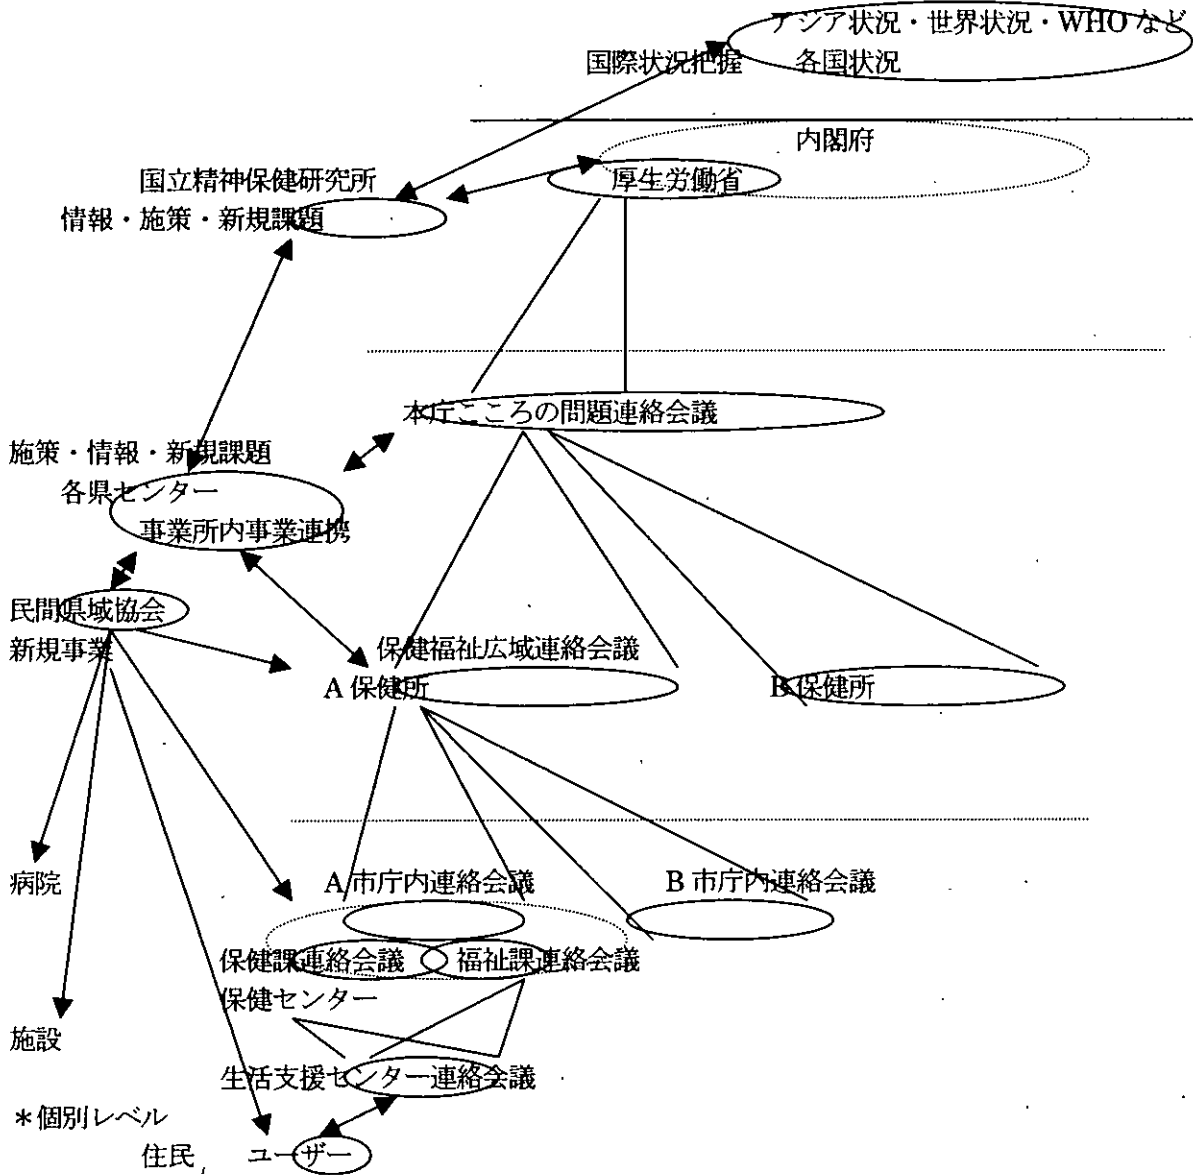 アジア状況・世界状況・WHOなど
国際状況把握　各国状況
内閣府
国立精神保健研究所　厚生労働省
情報・施策・新規課題
本庁こころの問題連絡会議
施策・情報・新規課題
各県センター
事業所内事業連携
民間県域協会
新規事業　保健福祉広域連絡会議
A保健所　B保健所
病院　A市庁内連絡会議　B市庁内連絡会議
保健課連絡会議　福祉課連絡会議
保健センター
施設
生活支援センター連絡会議
＊個別レベル
住民　ユーザー